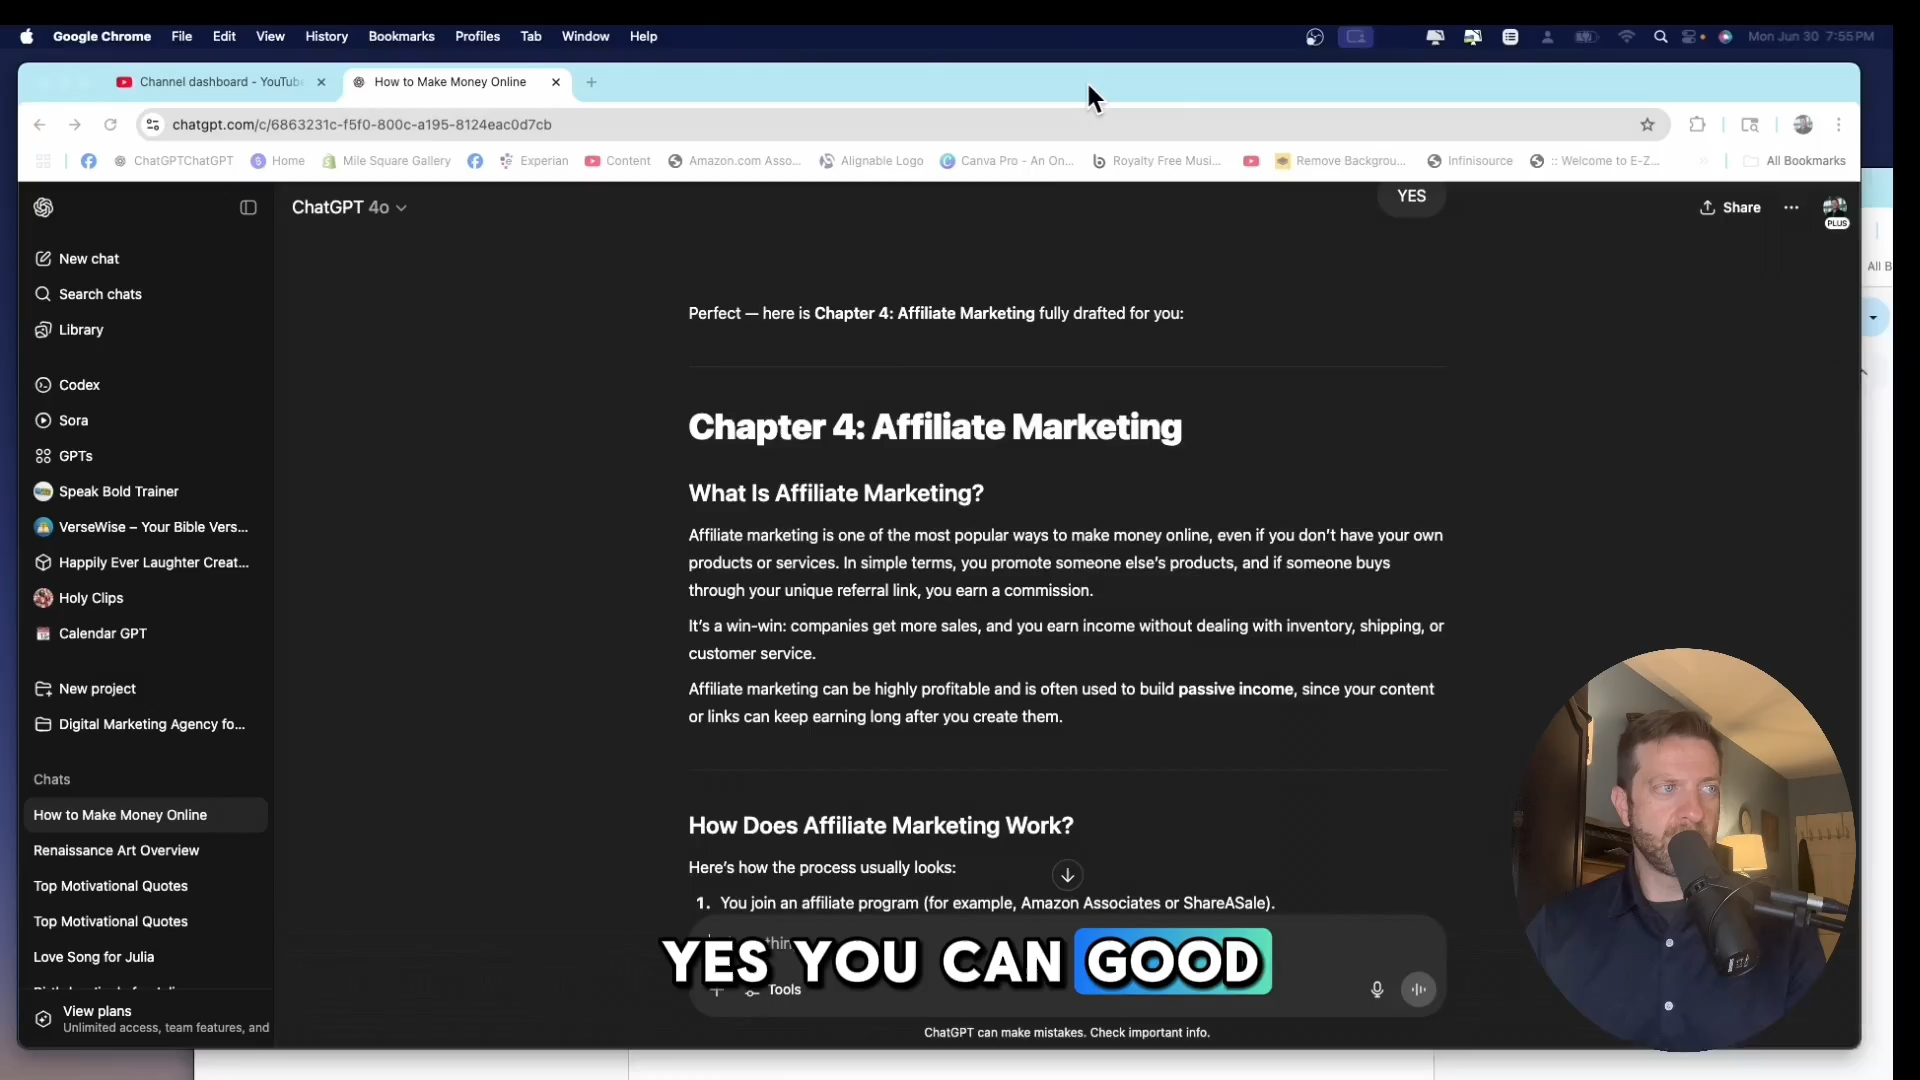 Google Chrome File Edit View History Bookmarks Profiles Tab Window Help Mon Jun 30 7:55 PM
Channel dashboard - YouTube How to Make Money Online
chatgpt.com/c/6863231c-f5f0-800c-a195-8124eac0d7cb
ChatGPTChatGPT Home Mile Square Gallery Experian Content Amazon.com Asso... Alignable Logo Canva Pro - An On... Royalty Free Musi... Remove Backgrou... Infinisource :: Welcome to E-Z... All Bookmarks
ChatGPT 4o
YES
Share
PLUS
All B
New chat
Search chats
Library
Codex
Sora
GPTs
Speak Bold Trainer
VerseWise – Your Bible Vers...
Happily Ever Laughter Creat...
Holy Clips
Calendar GPT
New project
Digital Marketing Agency fo...
Chats
How to Make Money Online
Renaissance Art Overview
Top Motivational Quotes
Top Motivational Quotes
Love Song for Julia
View plans
Unlimited access, team features, and
Perfect — here is Chapter 4: Affiliate Marketing fully drafted for you:
Chapter 4: Affiliate Marketing
What Is Affiliate Marketing?
Affiliate marketing is one of the most popular ways to make money online, even if you don’t have your own
products or services. In simple terms, you promote someone else’s products, and if someone buys
through your unique referral link, you earn a commission.
It’s a win-win: companies get more sales, and you earn income without dealing with inventory, shipping, or
customer service.
Affiliate marketing can be highly profitable and is often used to build passive income, since your content
or links can keep earning long after you create them.
How Does Affiliate Marketing Work?
Here’s how the process usually looks:
1. You join an affiliate program (for example, Amazon Associates or ShareASale).
YES YOU CAN GOOD
Tools
ChatGPT can make mistakes. Check important info.